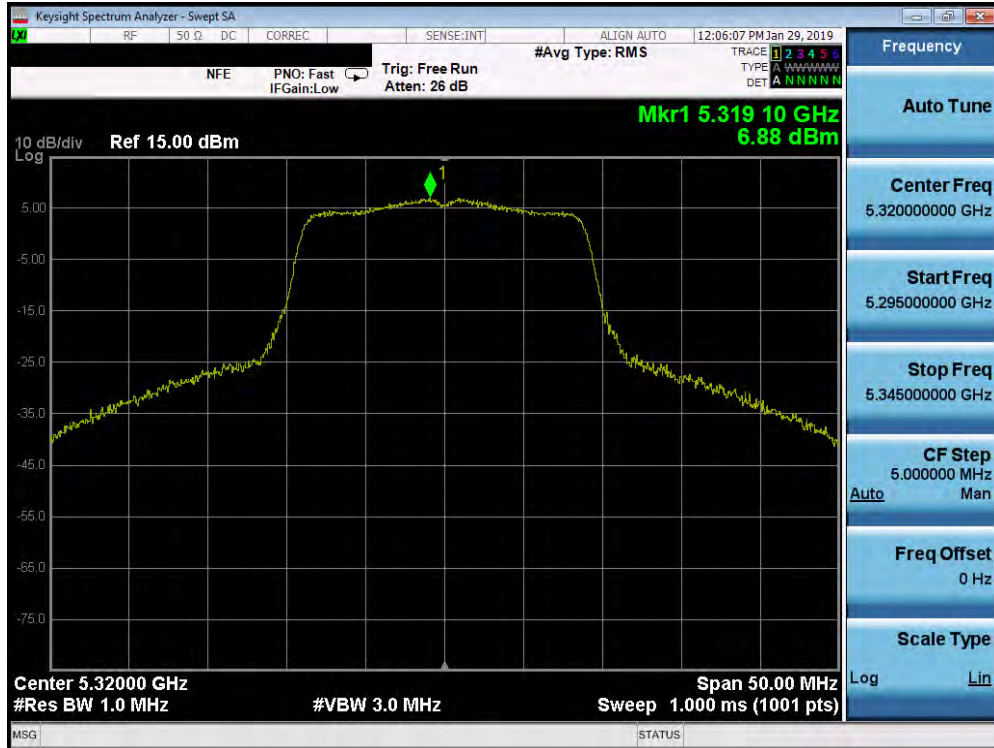 Keysight Spectrum Analyzer - Swept SA
LXI RF 50 Ω DC CORREC SENSE:INT ALIGN AUTO 12:06:07 PM Jan 29, 2019
NFE PNO: Fast IFGain:Low Trig: Free Run Atten: 26 dB #Avg Type: RMS
TRACE 1 2 3 4 5 6
TYPE A WWWWW
DET A N N N N N
Mkr1 5.319 10 GHz
6.88 dBm
10 dB/div Ref 15.00 dBm
Log
1
5.00
-5.00
-15.0
-25.0
-35.0
-45.0
-55.0
-65.0
-75.0
Center 5.32000 GHz Span 50.00 MHz
#Res BW 1.0 MHz #VBW 3.0 MHz Sweep 1.000 ms (1001 pts)
MSG STATUS
Frequency
Auto Tune
Center Freq
5.320000000 GHz
Start Freq
5.295000000 GHz
Stop Freq
5.345000000 GHz
CF Step
5.000000 MHz
Auto Man
Freq Offset
0 Hz
Scale Type
Log Lin